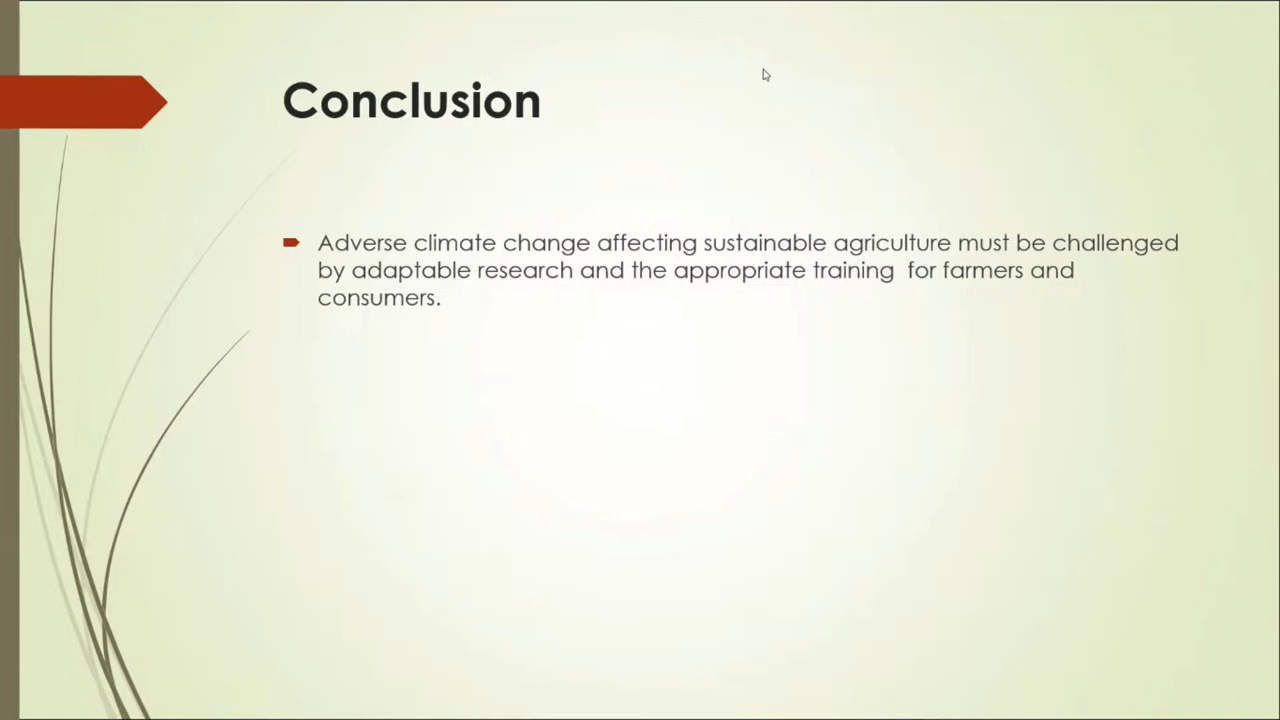 Conclusion
Adverse climate change affecting sustainable agriculture must be challenged
by adaptable research and the appropriate training  for farmers and
consumers.